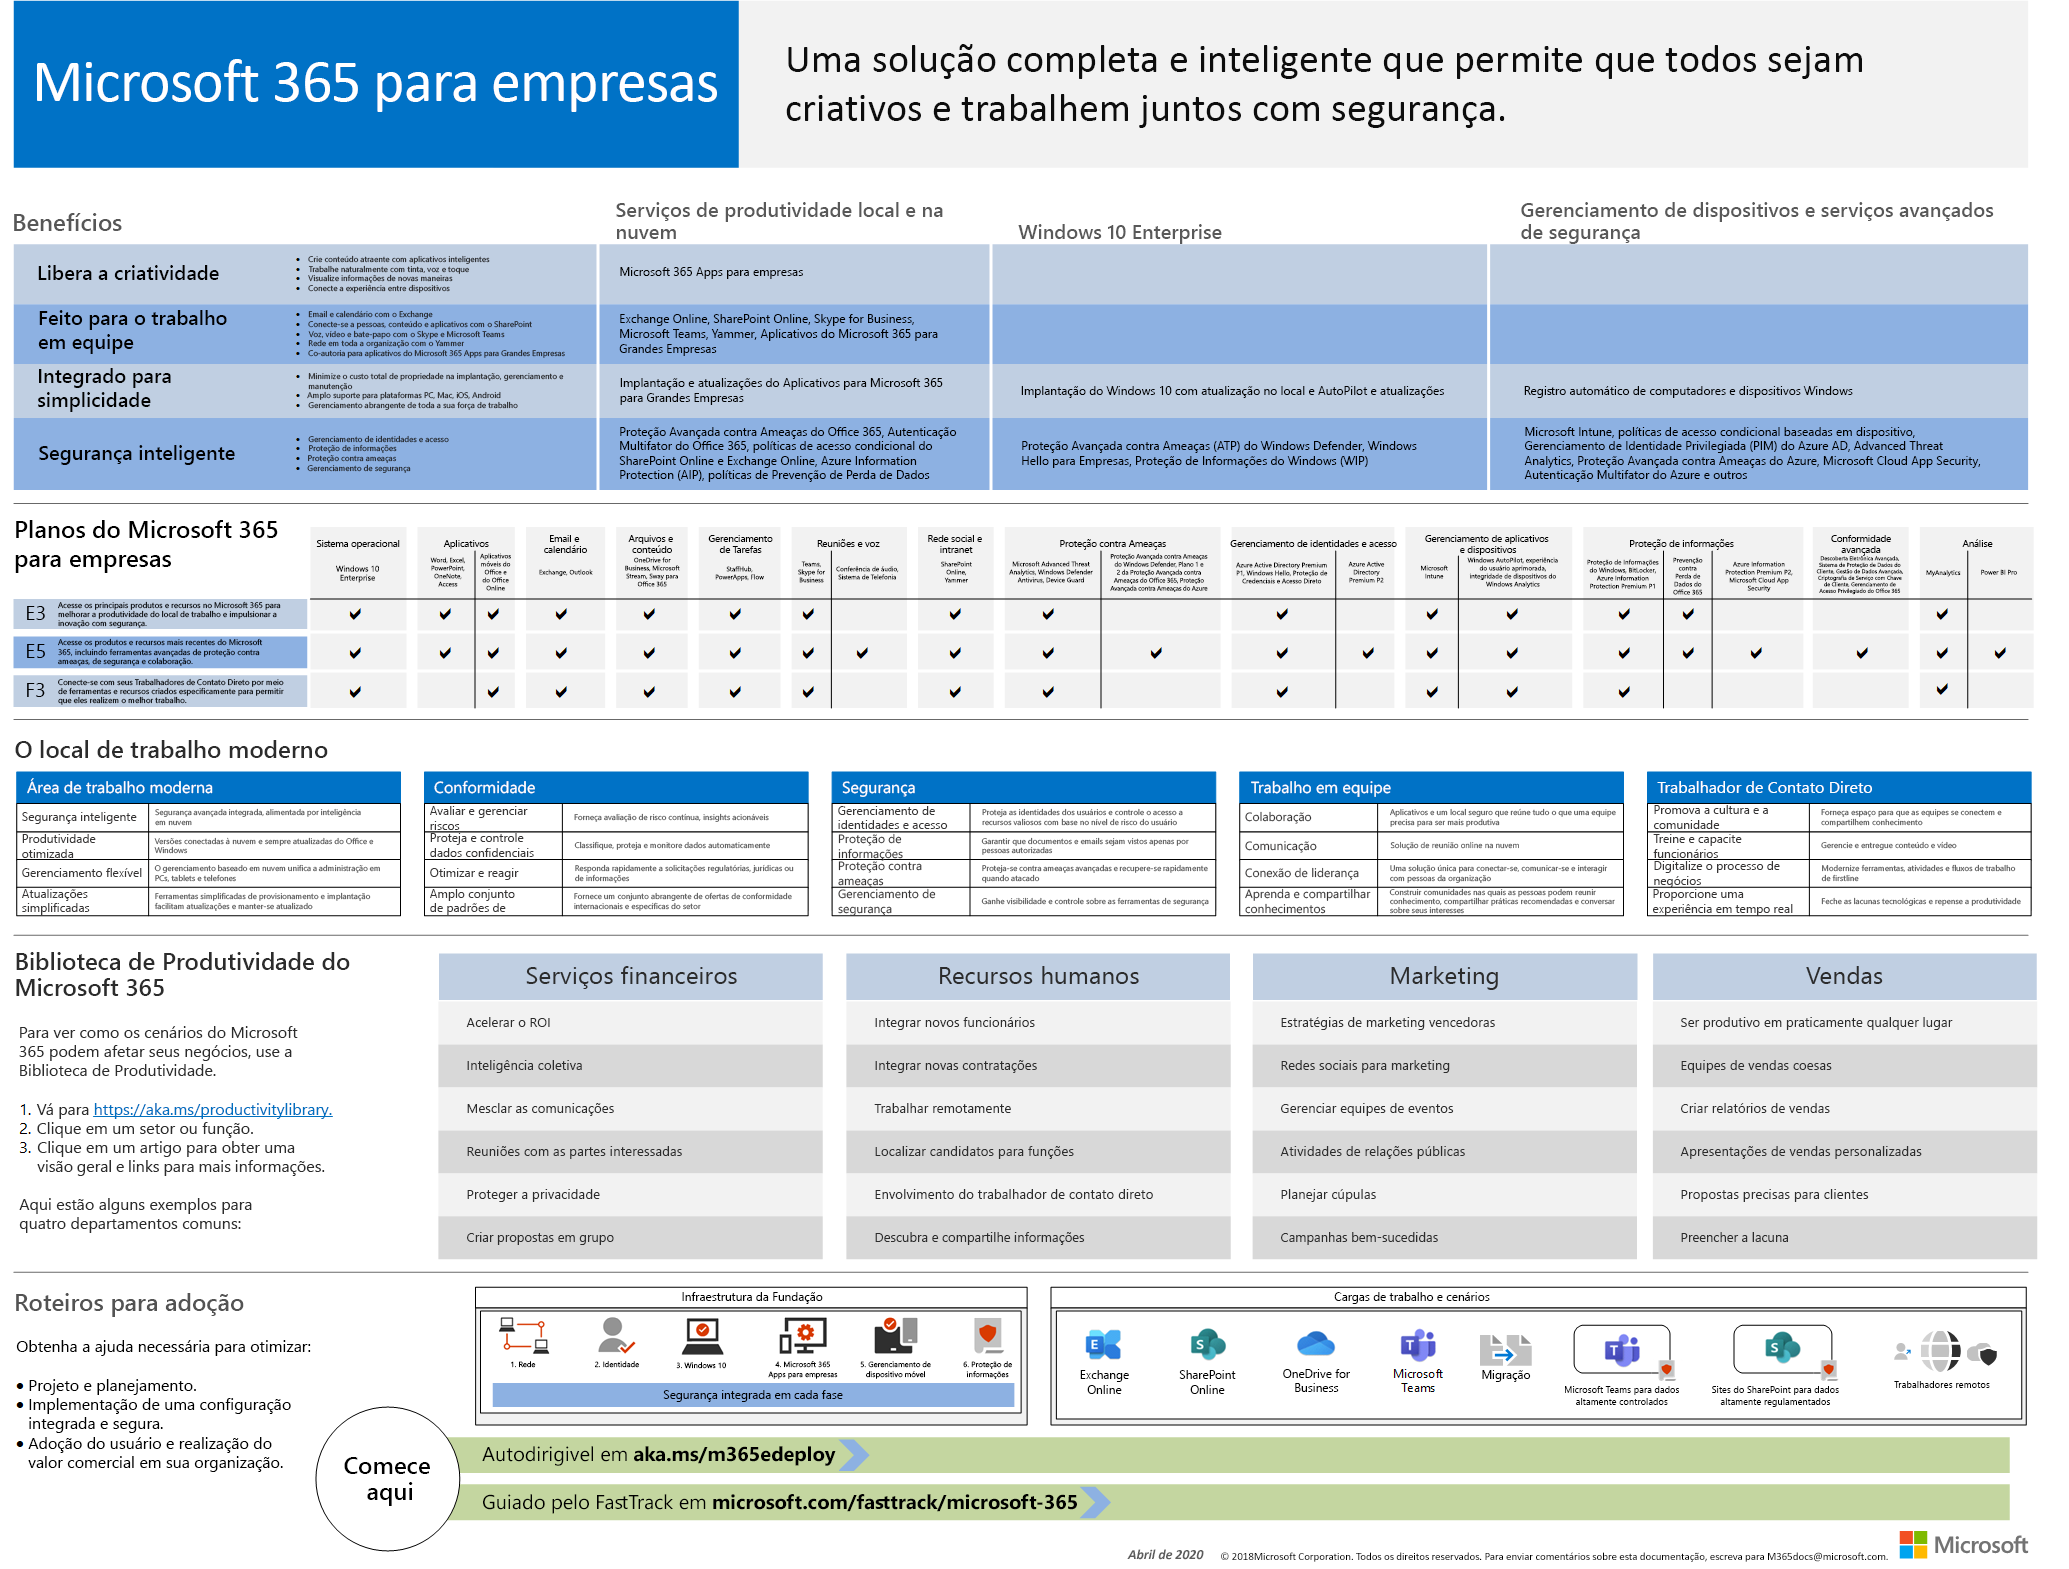 Microsoft 365 para empresas
Uma solução completa e inteligente que permite que todos sejam
criativos e trabalhem juntos com segurança.
Benefícios
Serviços de produtividade local e na
nuvem
Windows 10 Enterprise
Gerenciamento de dispositivos e serviços avançados
de segurança
Libera a criatividade
• Crie conteúdo atraente com aplicativos inteligentes
• Trabalhe naturalmente com tinta, voz e toque
• Visualize informações de novas maneiras
• Conecte a experiência entre dispositivos
Microsoft 365 Apps para empresas
Feito para o trabalho
em equipe
• Email e calendário com o Exchange
• Conecte-se a pessoas, conteúdo e aplicativos com o SharePoint
• Voz, vídeo e bate-papo com o Skype e Microsoft Teams
• Rede em toda a organização com o Yammer
• Co-autoria para aplicativos do Microsoft 365 Apps para Grandes Empresas
Exchange Online, SharePoint Online, Skype for Business,
Microsoft Teams, Yammer, Aplicativos do Microsoft 365 para
Grandes Empresas
Integrado para
simplicidade
• Minimize o custo total de propriedade na implantação, gerenciamento e
manutenção
• Amplo suporte para plataformas PC, Mac, iOS, Android
• Gerenciamento abrangente de toda a sua força de trabalho
Implantação e atualizações do Aplicativos para Microsoft 365
para Grandes Empresas
Implantação do Windows 10 com atualização no local e AutoPilot e atualizações
Registro automático de computadores e dispositivos Windows
Segurança inteligente
• Gerenciamento de identidades e acesso
• Proteção de informações
• Proteção contra ameaças
• Gerenciamento de segurança
Proteção Avançada contra Ameaças do Office 365, Autenticação
Multifator do Office 365, políticas de acesso condicional do
SharePoint Online e Exchange Online, Azure Information
Protection (AIP), políticas de Prevenção de Perda de Dados
Proteção Avançada contra Ameaças (ATP) do Windows Defender, Windows
Hello para Empresas, Proteção de Informações do Windows (WIP)
Microsoft Intune, políticas de acesso condicional baseadas em dispositivo,
Gerenciamento de Identidade Privilegiada (PIM) do Azure AD, Advanced Threat
Analytics, Proteção Avançada contra Ameaças do Azure, Microsoft Cloud App Security,
Autenticação Multifator do Azure e outros
Planos do Microsoft 365
para empresas
Sistema operacional
Windows 10
Enterprise
Aplicativos
Word, Excel,
PowerPoint,
OneNote,
Access
Aplicativos
móveis do
Office e
do Office
Online
Email e
calendário
Exchange, Outlook
Arquivos e
conteúdo
OneDrive for
Business, Microsoft
Stream, Sway para
Office 365
Gerenciamento
de Tarefas
StaffHub,
PowerApps, Flow
Reuniões e voz
Teams,
Skype for
Business
Conferência de áudio,
Sistema de Telefonia
Rede social e
intranet
SharePoint
Online,
Yammer
Proteção contra Ameaças
Microsoft Advanced Threat
Analytics, Windows Defender
Antivirus, Device Guard
Proteção Avançada contra Ameaças
do Windows Defender, Plano 1 e
2 da Proteção Avançada contra
Ameaças do Office 365, Proteção
Avançada contra Ameaças do Azure
Gerenciamento de identidades e acesso
Azure Active Directory Premium
P1, Windows Hello, Proteção de
Credenciais e Acesso Direto
Azure Active
Directory
Premium P2
Gerenciamento de aplicativos
e dispositivos
Microsoft
Intune
Windows AutoPilot, experiência
do usuário aprimorada,
integridade de dispositivos do
Windows Analytics
Proteção de informações
Proteção de Informações
do Windows, BitLocker,
Azure Information
Protection Premium P1
Prevenção
contra
Perda de
Dados do
Office 365
Azure Information
Protection Premium P2,
Microsoft Cloud App
Security
Conformidade
avançada
Descoberta Eletrônica Avançada,
Sistema de Proteção de Dados do
Cliente, Gestão de Dados Avançada,
Criptografia de Serviço com Chave
de Cliente, Gerenciamento de
Acesso Privilegiado do Office 365
Análise
MyAnalytics
Power BI Pro
E3
Acesse os principais produtos e recursos no Microsoft 365 para
melhorar a produtividade do local de trabalho e impulsionar a
inovação com segurança.
E5
Acesse os produtos e recursos mais recentes do Microsoft
365, incluindo ferramentas avançadas de proteção contra
ameaças, de segurança e colaboração.
F3
Conecte-se com seus Trabalhadores de Contato Direto por meio
de ferramentas e recursos criados especificamente para permitir
que eles realizem o melhor trabalho.
O local de trabalho moderno
Área de trabalho moderna
Segurança inteligente
Segurança avançada integrada, alimentada por inteligência
em nuvem
Produtividade
otimizada
Versões conectadas à nuvem e sempre atualizadas do Office e
Windows
Gerenciamento flexível
O gerenciamento baseado em nuvem unifica a administração em
PCs, tablets e telefones
Atualizações
simplificadas
Ferramentas simplificadas de provisionamento e implantação
facilitam atualizações e manter-se atualizado
Conformidade
Avaliar e gerenciar
riscos
Forneça avaliação de risco contínua, insights acionáveis
Proteja e controle
dados confidenciais
Classifique, proteja e monitore dados automaticamente
Otimizar e reagir
Responda rapidamente a solicitações regulatórias, jurídicas ou
de informações
Amplo conjunto
de padrões de
Fornece um conjunto abrangente de ofertas de conformidade
internacionais e específicas do setor
Segurança
Gerenciamento de
identidades e acesso
Proteja as identidades dos usuários e controle o acesso a
recursos valiosos com base no nível de risco do usuário
Proteção de
informações
Garantir que documentos e emails sejam vistos apenas por
pessoas autorizadas
Proteção contra
ameaças
Proteja-se contra ameaças avançadas e recupere-se rapidamente
quando atacado
Gerenciamento de
segurança
Ganhe visibilidade e controle sobre as ferramentas de segurança
Trabalho em equipe
Colaboração
Aplicativos e um local seguro que reúne tudo o que uma equipe
precisa para ser mais produtiva
Comunicação
Solução de reunião online na nuvem
Conexão de liderança
Uma solução única para conectar-se, comunicar-se e interagir
com pessoas da organização
Aprenda e compartilhar
conhecimentos
Construir comunidades nas quais as pessoas podem reunir
conhecimento, compartilhar práticas recomendadas e conversar
sobre seus interesses
Trabalhador de Contato Direto
Promova a cultura e a
comunidade
Forneça espaço para que as equipes se conectem e
compartilhem conhecimento
Treine e capacite
funcionários
Gerencie e entregue conteúdo e vídeo
Digitalize o processo de
negócios
Modernize ferramentas, atividades e fluxos de trabalho
de firstline
Proporcione uma
experiência em tempo real
Feche as lacunas tecnológicas e repense a produtividade
Biblioteca de Produtividade do
Microsoft 365
Para ver como os cenários do Microsoft
365 podem afetar seus negócios, use a
Biblioteca de Produtividade.
1. Vá para https://aka.ms/productivitylibrary.
2. Clique em um setor ou função.
3. Clique em um artigo para obter uma
visão geral e links para mais informações.
Aqui estão alguns exemplos para
quatro departamentos comuns:
Serviços financeiros
Acelerar o ROI
Inteligência coletiva
Mesclar as comunicações
Reuniões com as partes interessadas
Proteger a privacidade
Criar propostas em grupo
Recursos humanos
Integrar novos funcionários
Integrar novas contratações
Trabalhar remotamente
Localizar candidatos para funções
Envolvimento do trabalhador de contato direto
Descubra e compartilhe informações
Marketing
Estratégias de marketing vencedoras
Redes sociais para marketing
Gerenciar equipes de eventos
Atividades de relações públicas
Planejar cúpulas
Campanhas bem-sucedidas
Vendas
Ser produtivo em praticamente qualquer lugar
Equipes de vendas coesas
Criar relatórios de vendas
Apresentações de vendas personalizadas
Propostas precisas para clientes
Preencher a lacuna
Roteiros para adoção
Obtenha a ajuda necessária para otimizar:
• Projeto e planejamento.
• Implementação de uma configuração
integrada e segura.
• Adoção do usuário e realização do
valor comercial em sua organização.
Comece
aqui
Infraestrutura da Fundação
1. Rede
2. Identidade
3. Windows 10
4. Microsoft 365
Apps para empresas
5. Gerenciamento de
dispositivo móvel
6. Proteção de
informações
Segurança integrada em cada fase
Cargas de trabalho e cenários
Exchange
Online
SharePoint
Online
OneDrive for
Business
Microsoft
Teams
Migração
Microsoft Teams para dados
altamente controlados
Sites do SharePoint para dados
altamente regulamentados
Trabalhadores remotos
Autodirigivel em aka.ms/m365edeploy
Guiado pelo FastTrack em microsoft.com/fasttrack/microsoft-365
Abril de 2020
© 2018Microsoft Corporation. Todos os direitos reservados. Para enviar comentários sobre esta documentação, escreva para M365docs@microsoft.com.
Microsoft